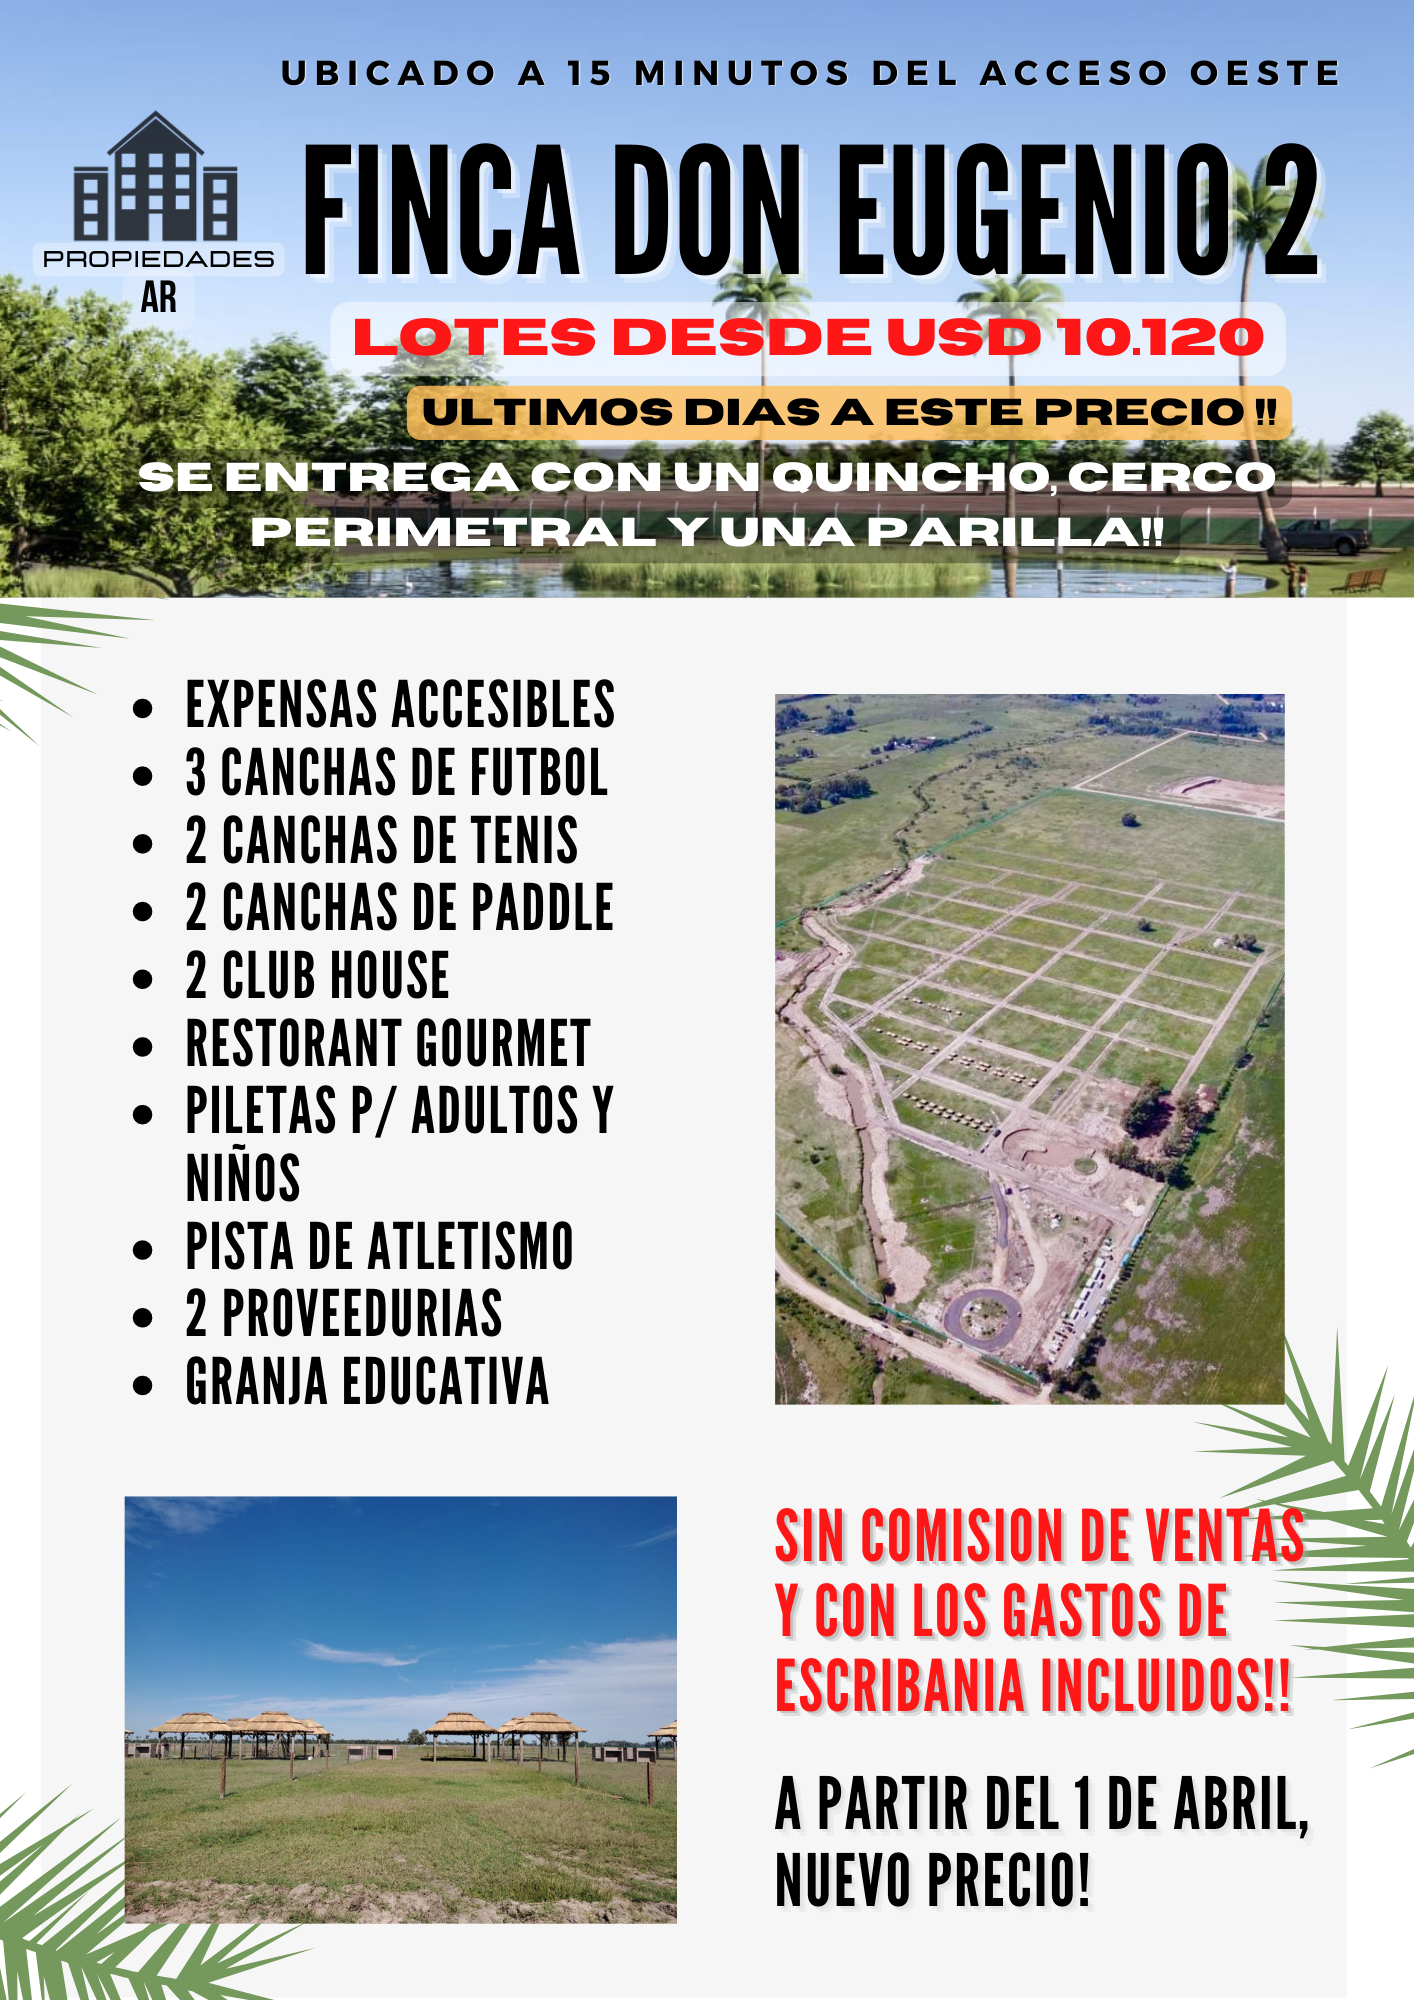 UBICADO A 15 MINUTOS DEL ACCESO OESTE
PROPIEDADES
AR
FINCA DON EUGENIO 2
LOTES DESDE USD 10.120
ULTIMOS DIAS A ESTE PRECIO !!
SE ENTREGA CON UN QUINCHO, CERCO
PERIMETRAL Y UNA PARILLA!!
• EXPENSAS ACCESIBLES
• 3 CANCHAS DE FUTBOL
• 2 CANCHAS DE TENIS
• 2 CANCHAS DE PADDLE
• 2 CLUB HOUSE
• RESTORANT GOURMET
• PILETAS P/ ADULTOS Y
NIÑOS
• PISTA DE ATLETISMO
• 2 PROVEEDURIAS
• GRANJA EDUCATIVA
SIN COMISION DE VENTAS
Y CON LOS GASTOS DE
ESCRIBANIA INCLUIDOS!!
A PARTIR DEL 1 DE ABRIL,
NUEVO PRECIO!